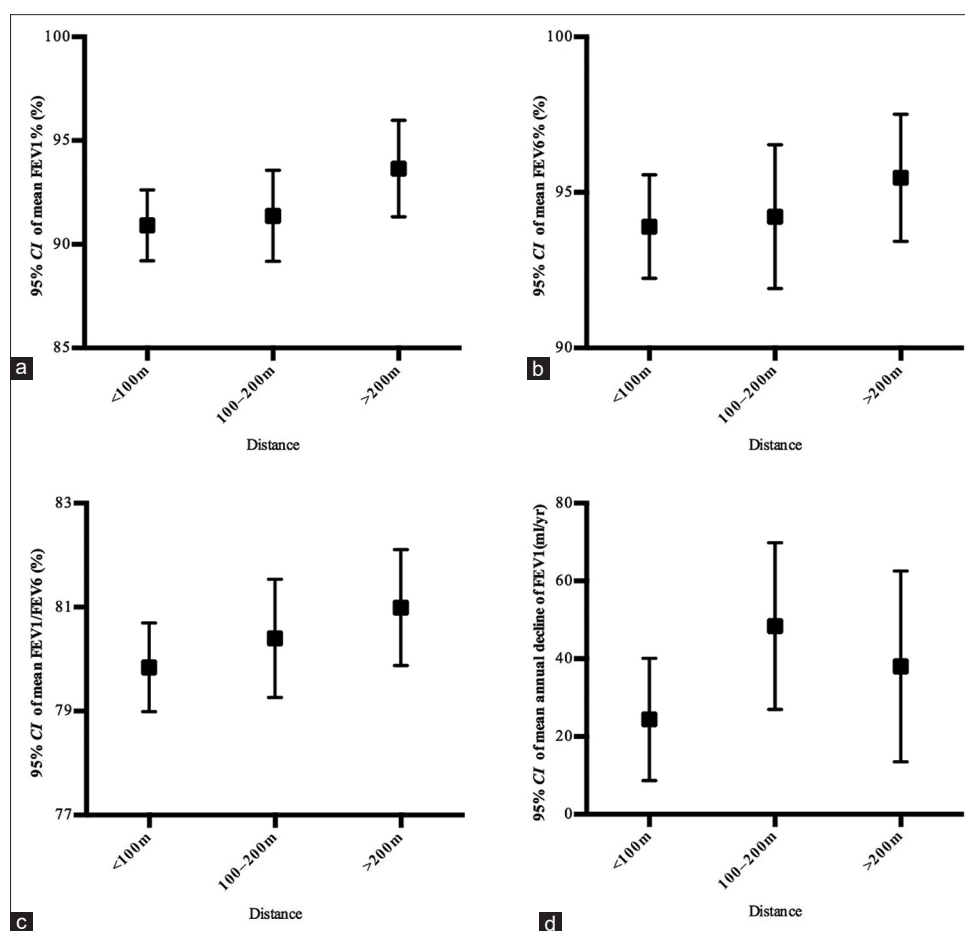 100
95
90
85
95% CI of mean FEV1% (%)
<100m
100–200m
>200m
Distance
a
100
95
90
95% CI of mean FEV6% (%)
<100m
100–200m
>200m
Distance
b
83
81
79
77
95% CI of mean FEV1/FEV6 (%)
<100m
100–200m
>200m
Distance
c
80
60
40
20
0
95% CI of mean annual decline of FEV1(ml/yr)
<100m
100–200m
>200m
Distance
d